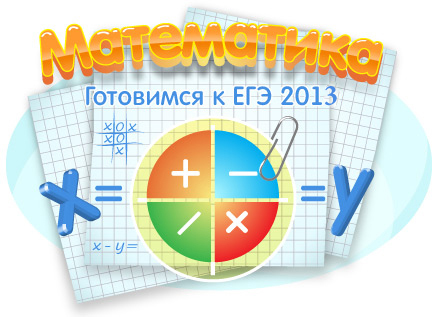 Математика
Готовимся к ЕГЭ 2013
х о х
х о
х
+ −
X = = y
/ ×
x - y =